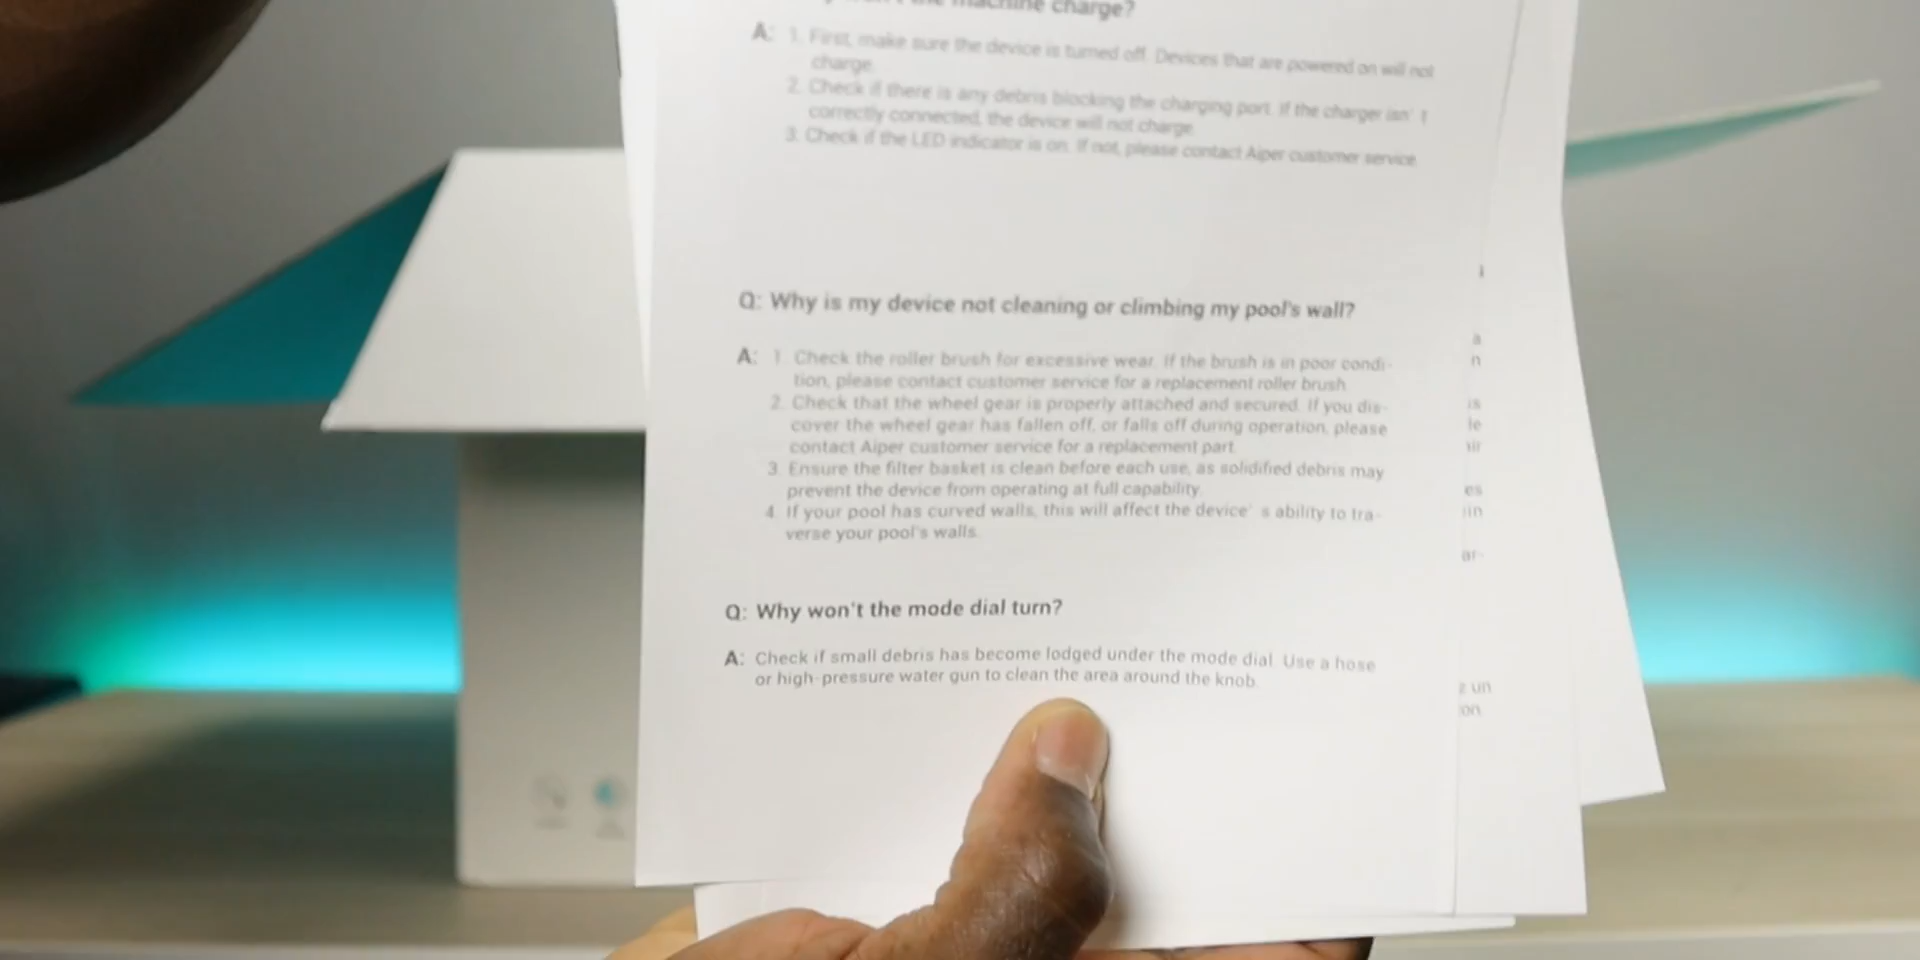 the machine charge?
A: 1. First, make sure the device is turned off. Devices that are powered on will not
charge.
2. Check if there is any debris blocking the charging port. If the charger isn' t
correctly connected, the device will not charge.
3. Check if the LED indicator is on. If not, please contact Aiper customer service.
Q: Why is my device not cleaning or climbing my pool's wall?
A: 1. Check the roller brush for excessive wear. If the brush is in poor condi-
tion, please contact customer service for a replacement roller brush.
2. Check that the wheel gear is properly attached and secured. If you dis-
cover the wheel gear has fallen off, or falls off during operation, please
contact Aiper customer service for a replacement part.
3. Ensure the filter basket is clean before each use, as solidified debris may
prevent the device from operating at full capability.
4. If your pool has curved walls, this will affect the device' s ability to tra-
verse your pool's walls.
Q: Why won't the mode dial turn?
A: Check if small debris has become lodged under the mode dial. Use a hose
or high-pressure water gun to clean the area around the knob.